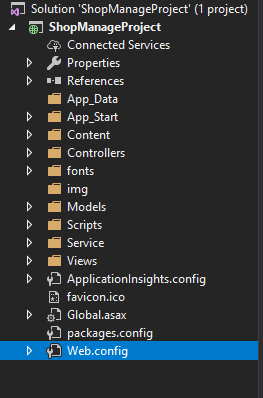 Solution 'ShopManageProject' (1 project)
ShopManageProject
Connected Services
Properties
References
App_Data
App_Start
Content
Controllers
fonts
img
Models
Scripts
Service
Views
ApplicationInsights.config
favicon.ico
Global.asax
packages.config
Web.config